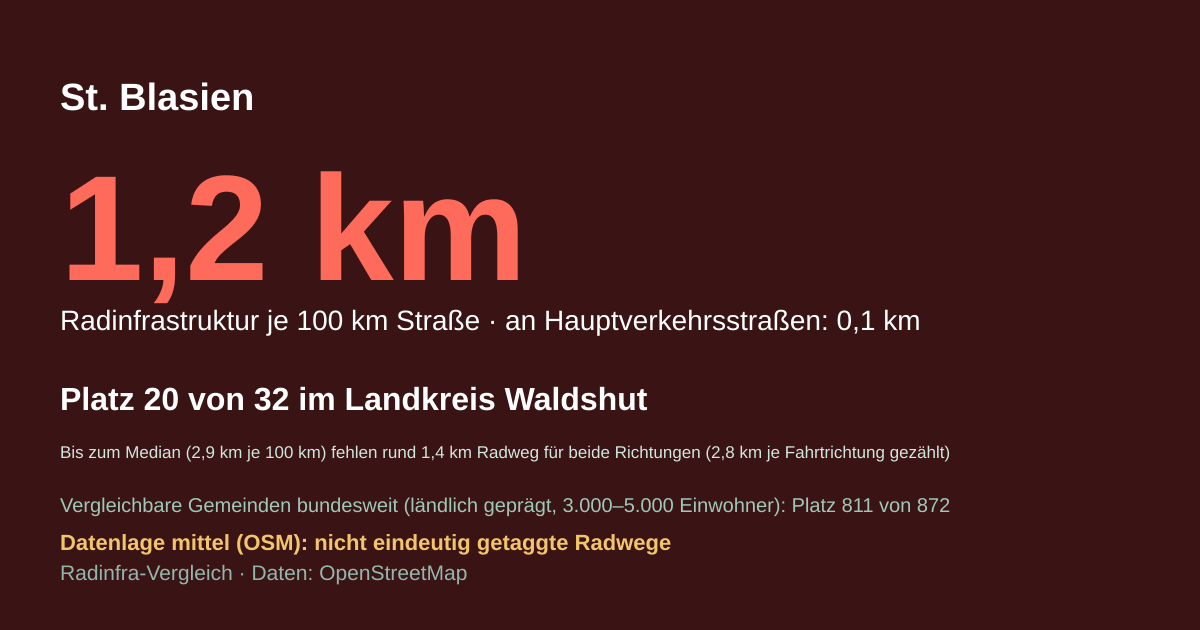 St. Blasien
1,2 km
Radinfrastruktur je 100 km Straße · an Hauptverkehrsstraßen: 0,1 km
Platz 20 von 32 im Landkreis Waldshut
Bis zum Median (2,9 km je 100 km) fehlen rund 1,4 km Radweg für beide Richtungen (2,8 km je Fahrtrichtung gezählt)
Vergleichbare Gemeinden bundesweit (ländlich geprägt, 3.000–5.000 Einwohner): Platz 811 von 872
Datenlage mittel (OSM): nicht eindeutig getaggte Radwege
Radinfra-Vergleich · Daten: OpenStreetMap